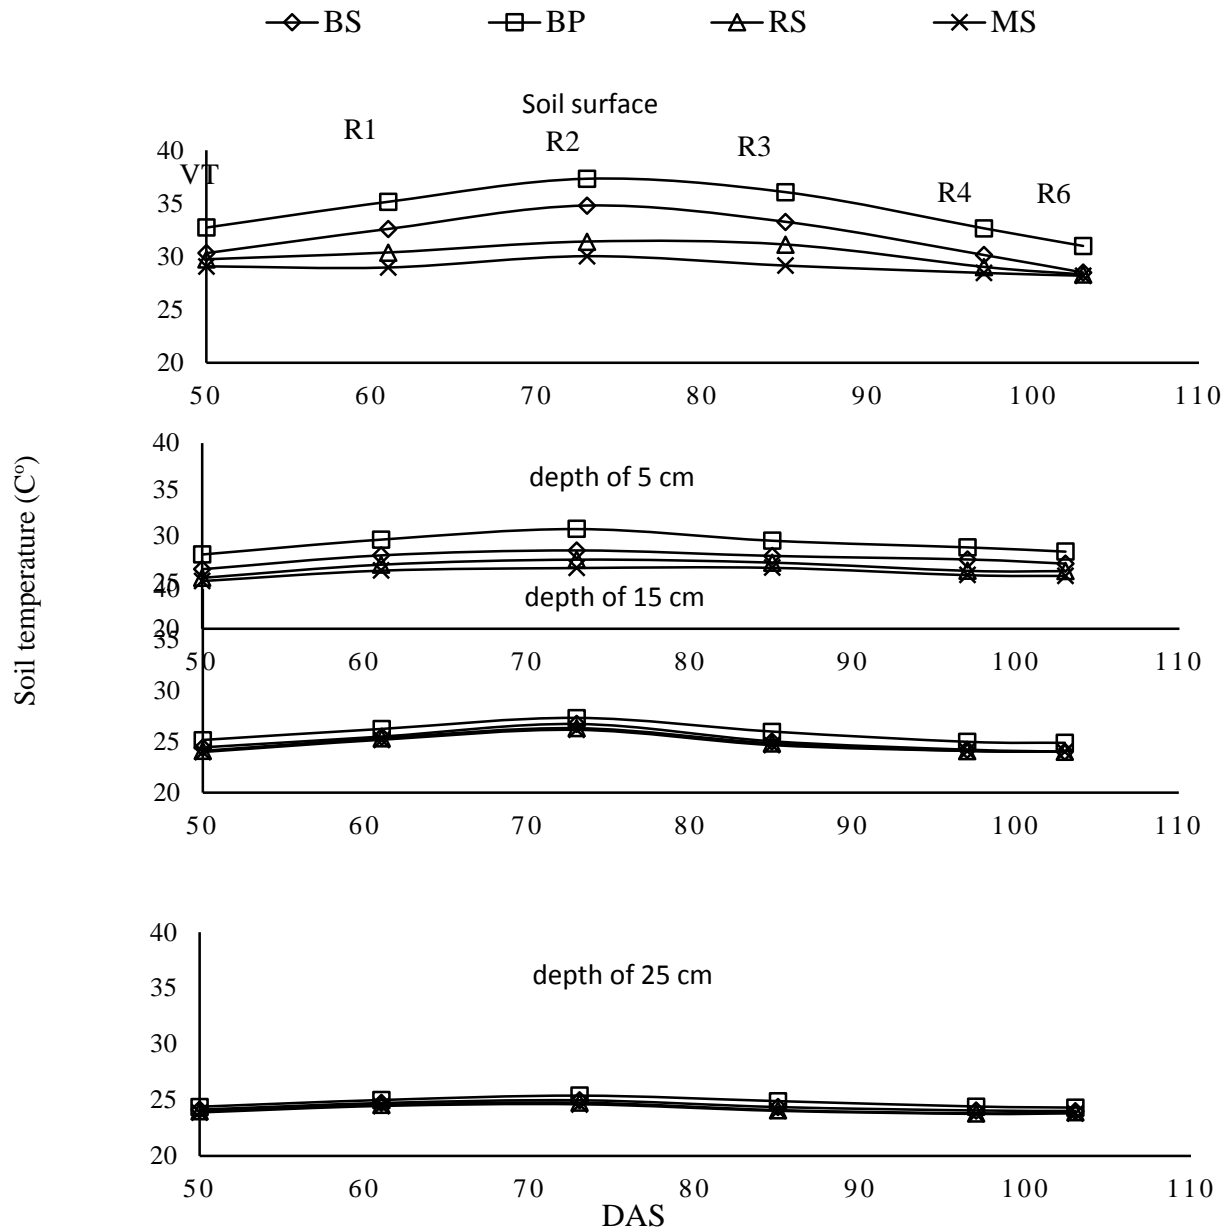 BS BP RS MS
Soil surface
VT R1 R2 R3 R4 R6
40
35
30
25
20
50 60 70 80 90 100 110
Soil temperature (Cº)
40
35
30
25
20
depth of 5 cm
50 60 70 80 90 100 110
40
35
30
25
20
depth of 15 cm
50 60 70 80 90 100 110
40
35
30
25
20
depth of 25 cm
50 60 70 80 90 100 110
DAS